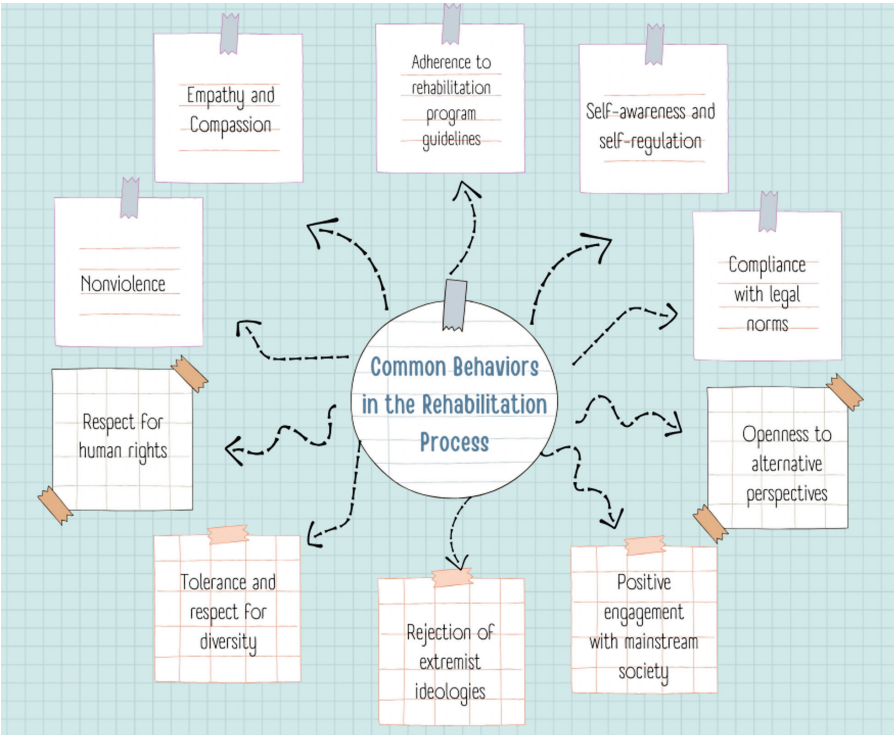 Empathy and
Compassion
Adherence to
rehabilitation
program
guidelines
Self-awareness and
self-regulation
Nonviolence
Compliance
with legal
norms
Common Behaviors
in the Rehabilitation
Process
Respect for
human rights
Openness to
alternative
perspectives
Tolerance and
respect for
diversity
Rejection of
extremist
ideologies
Positive
engagement
with mainstream
society